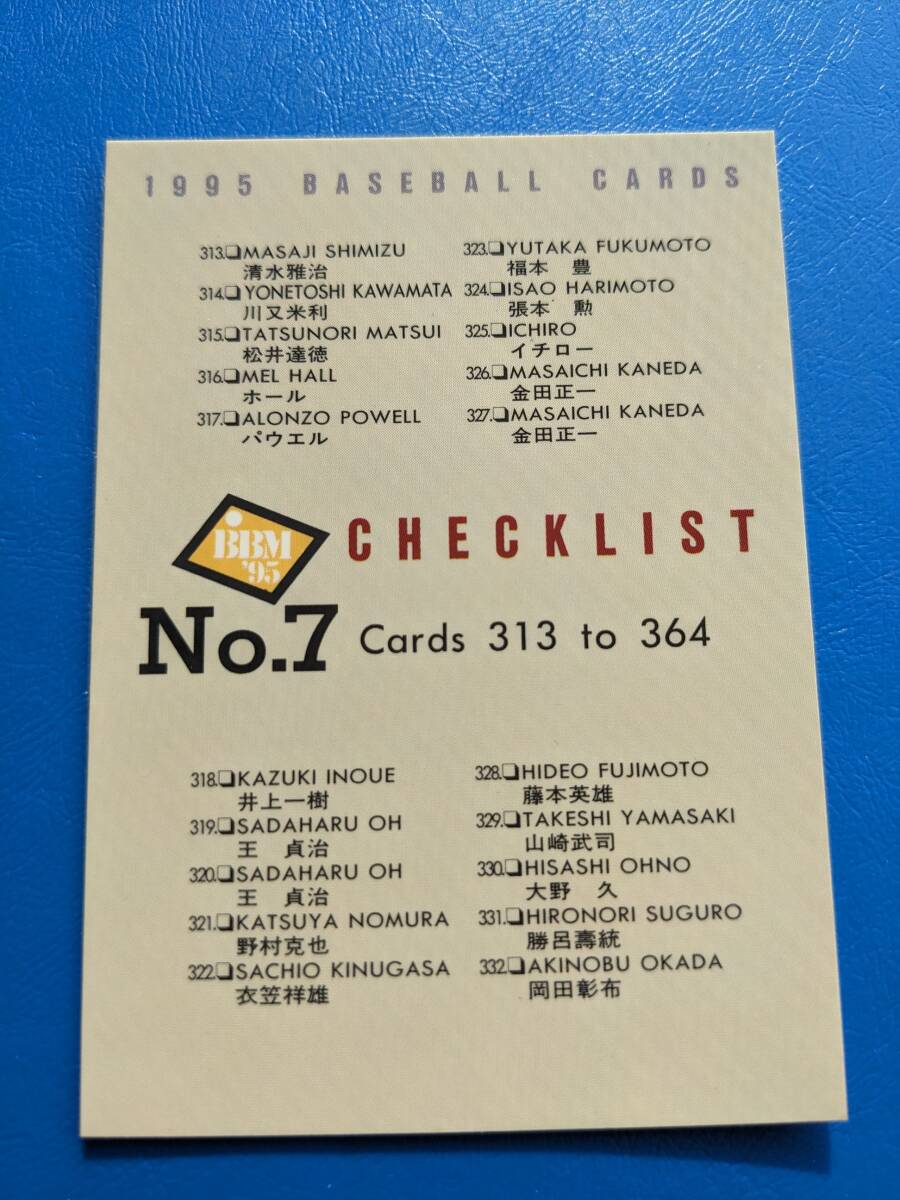 1995 BASEBALL CARDS
313.❏MASAJI SHIMIZU
清水雅治
314.❏YONETOSHI KAWAMATA
川又米利
315.❏TATSUNORI MATSUI
松井達徳
316.❏MEL HALL
ホール
317.❏ALONZO POWELL
パウエル
323.❏YUTAKA FUKUMOTO
福本 豊
324.❏ISAO HARIMOTO
張本 勲
325.❏ICHIRO
イチロー
326.❏MASAICHI KANEDA
金田正一
327.❏MASAICHI KANEDA
金田正一
BBM
'95
CHECKLIST
No.7 Cards 313 to 364
318.❏KAZUKI INOUE
井上一樹
319.❏SADAHARU OH
王 貞治
320.❏SADAHARU OH
王 貞治
321.❏KATSUYA NOMURA
野村克也
322.❏SACHIO KINUGASA
衣笠祥雄
328.❏HIDEO FUJIMOTO
藤本英雄
329.❏TAKESHI YAMASAKI
山崎武司
330.❏HISASHI OHNO
大野 久
331.❏HIRONORI SUGURO
勝呂壽統
332.❏AKINOBU OKADA
岡田彰布